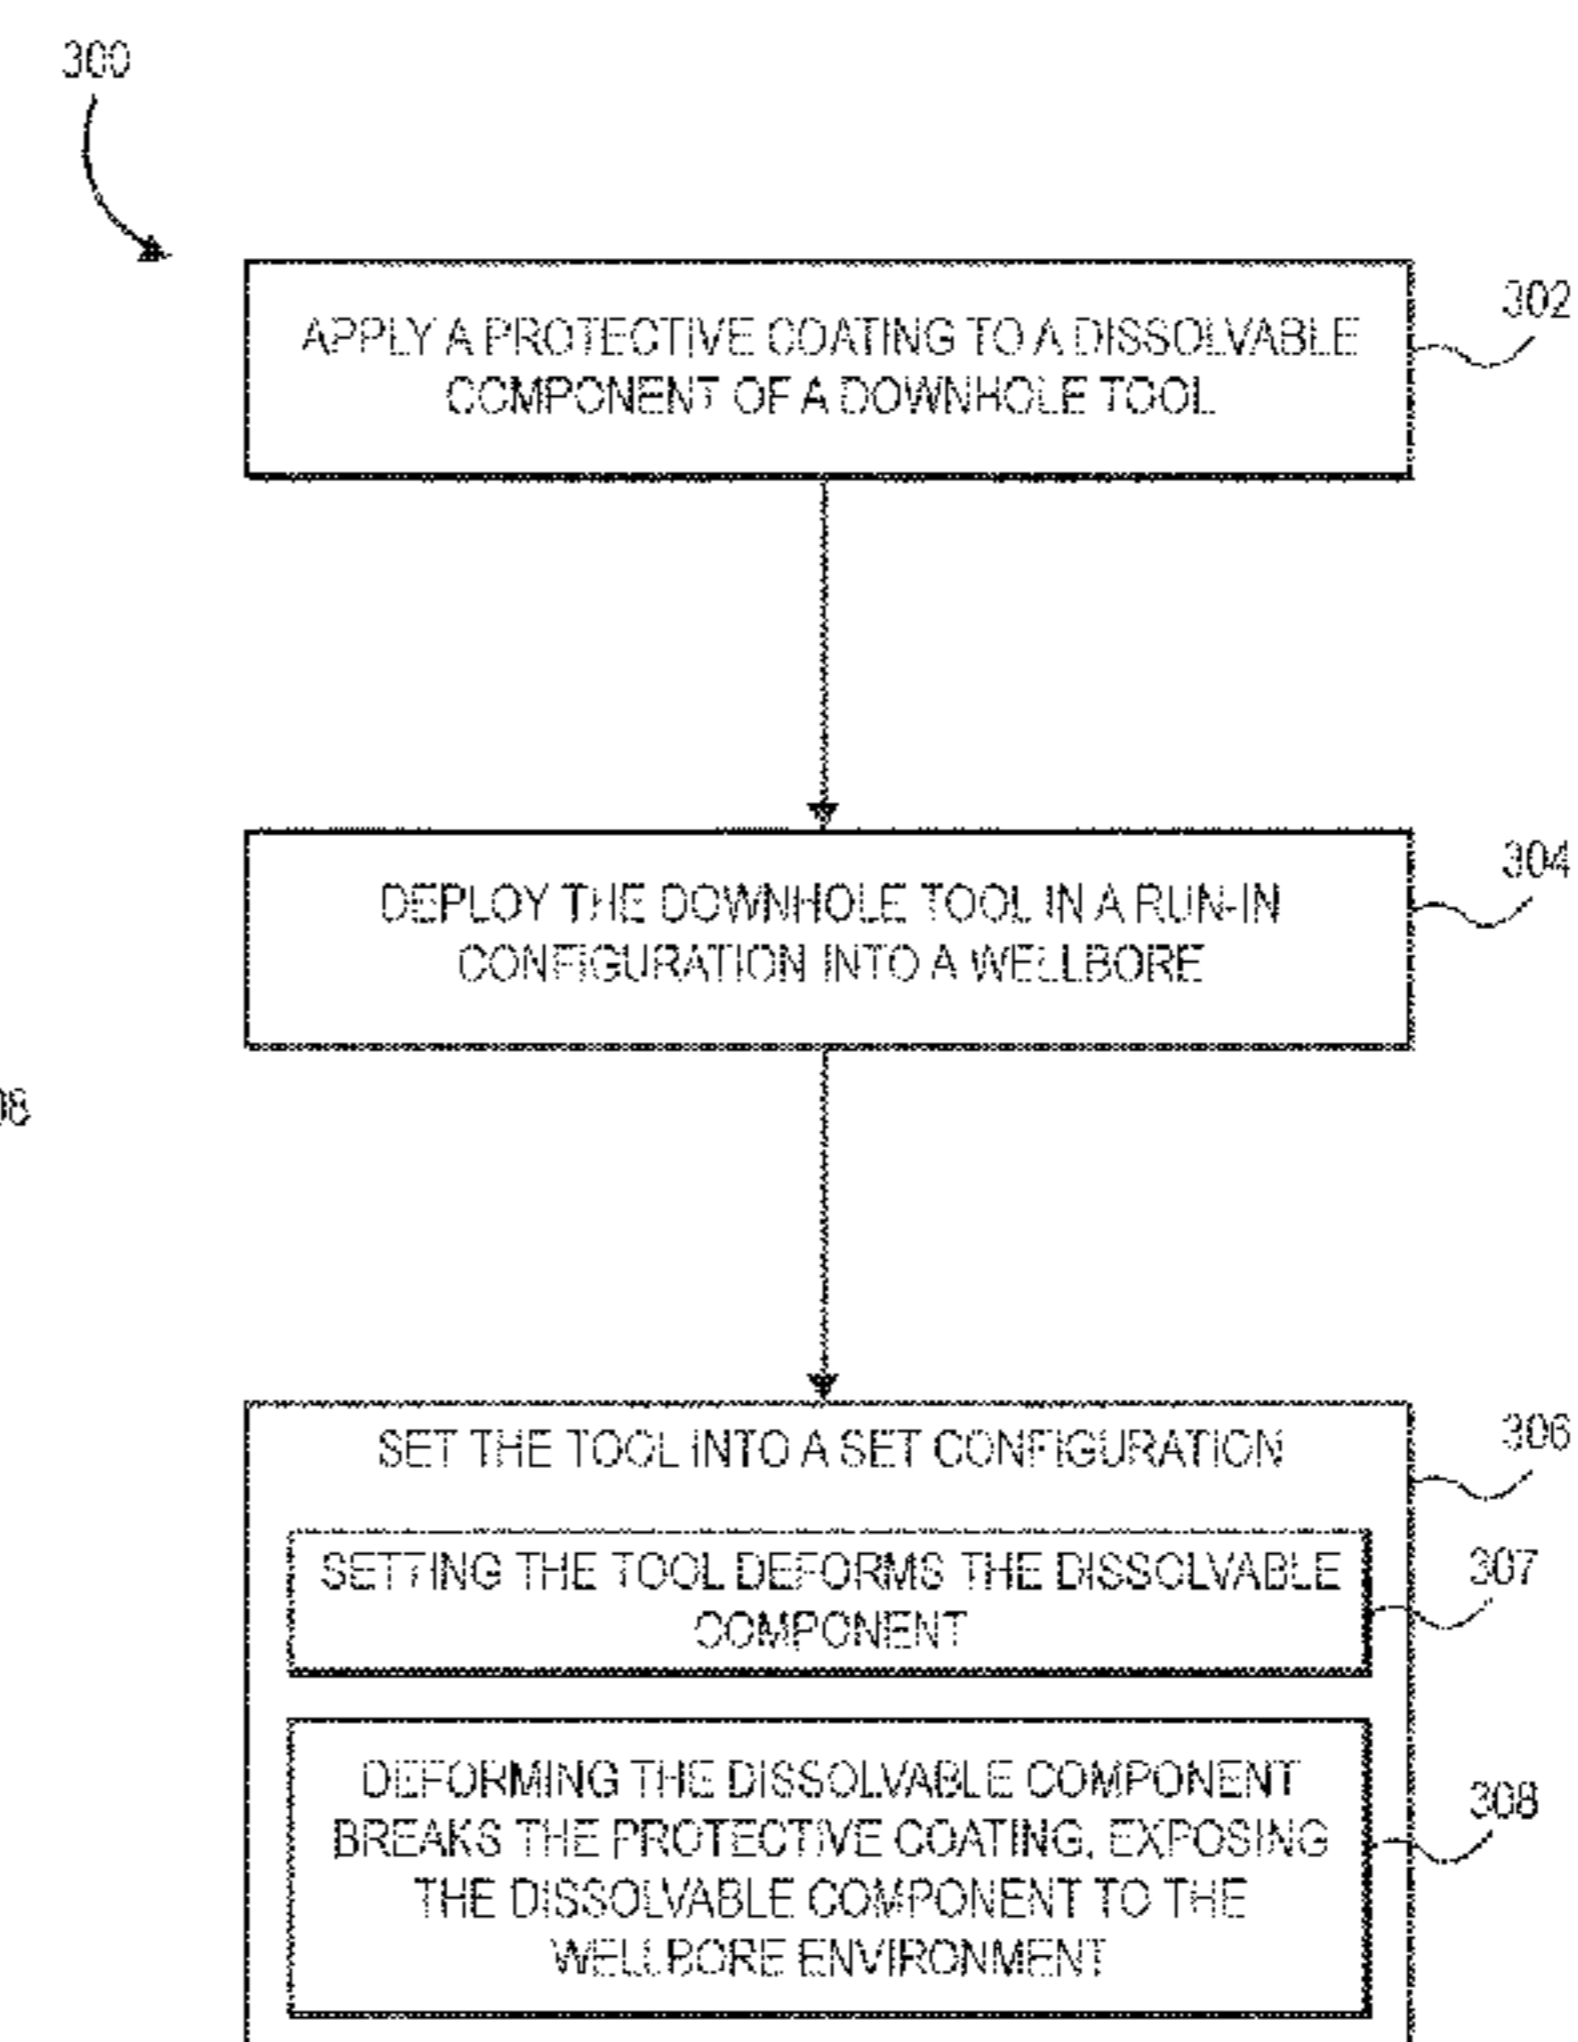 300
APPLY A PROTECTIVE COATING TO A DISSOLVABLE
COMPONENT OF A DOWNHOLE TOOL
302
DEPLOY THE DOWNHOLE TOOL IN A RUN-IN
CONFIGURATION INTO A WELLBORE
304
SET THE TOOL INTO A SET CONFIGURATION
306
SETTING THE TOOL DEFORMS THE DISSOLVABLE
COMPONENT
307
DEFORMING THE DISSOLVABLE COMPONENT
BREAKS THE PROTECTIVE COATING, EXPOSING
THE DISSOLVABLE COMPONENT TO THE
WELLBORE ENVIRONMENT
308